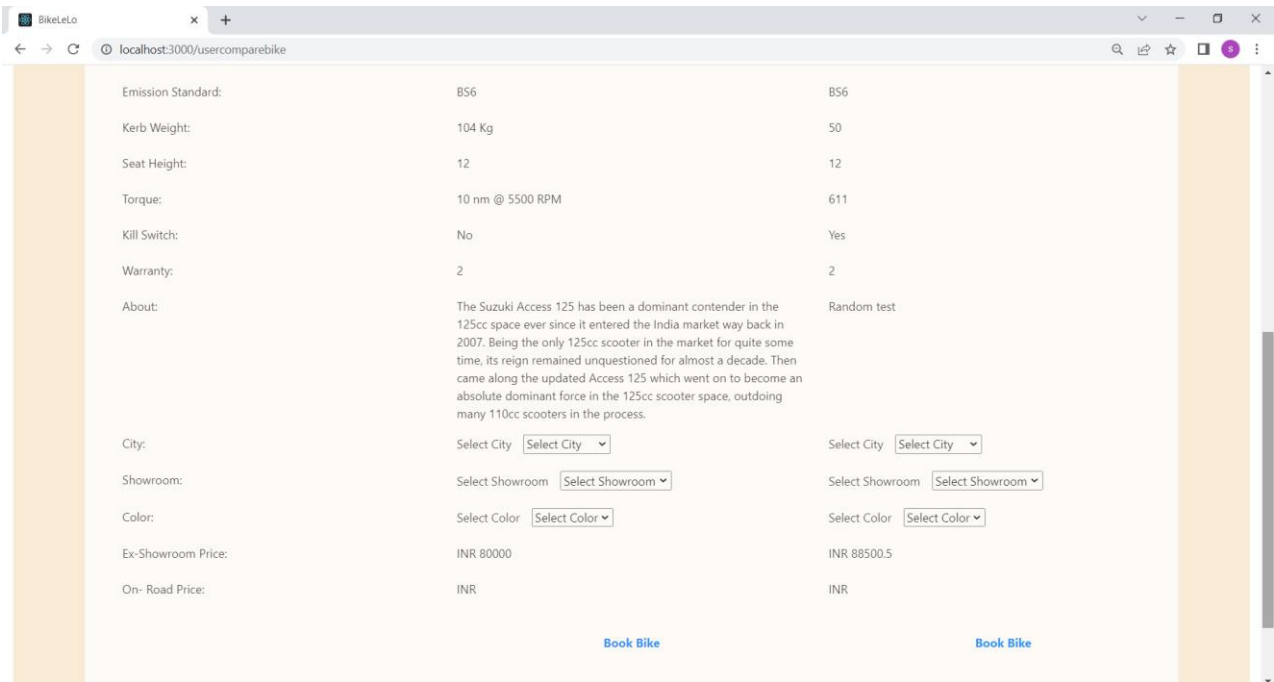 BikeLeLo
localhost:3000/usercomparebike
S
Emission Standard: BS6 BS6
Kerb Weight: 104 Kg 50
Seat Height: 12 12
Torque: 10 nm @ 5500 RPM 611
Kill Switch: No Yes
Warranty: 2 2
About: The Suzuki Access 125 has been a dominant contender in the Random test
125cc space ever since it entered the India market way back in
2007. Being the only 125cc scooter in the market for quite some
time, its reign remained unquestioned for almost a decade. Then
came along the updated Access 125 which went on to become an
absolute dominant force in the 125cc scooter space, outdoing
many 110cc scooters in the process.
City: Select City Select City Select City Select City
Showroom: Select Showroom Select Showroom Select Showroom Select Showroom
Color: Select Color Select Color Select Color Select Color
Ex-Showroom Price: INR 80000 INR 88500.5
On- Road Price: INR INR
Book Bike Book Bike